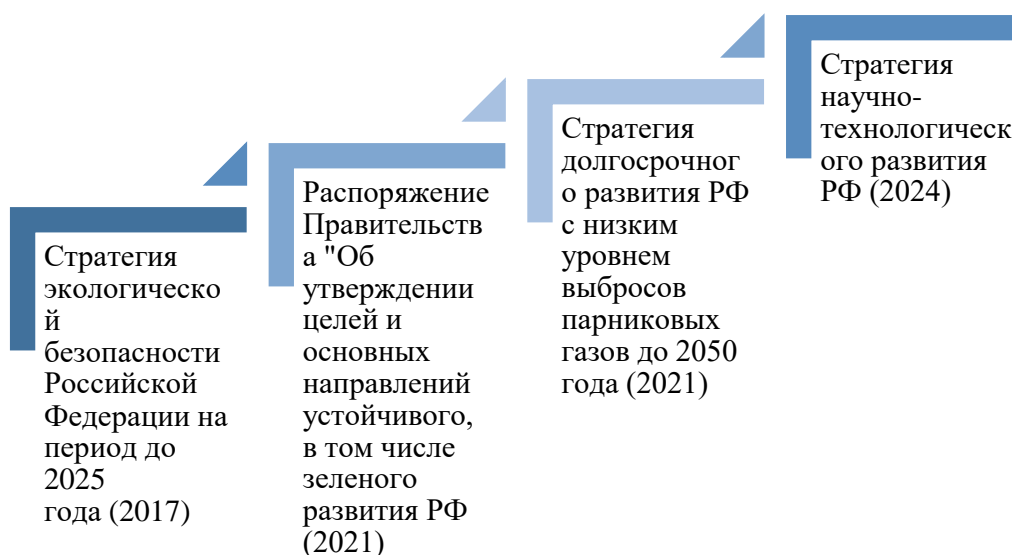 Стратегия
экологическо
й
безопасности
Российской
Федерации на
период до
2025
года (2017)
Распоряжение
Правительств
а "Об
утверждении
целей и
основных
направлений
устойчивого,
в том числе
зеленого
развития РФ
(2021)
Стратегия
долгосрочног
о развития РФ
с низким
уровнем
выбросов
парниковых
газов до 2050
года (2021)
Стратегия
научно-
технологическ
ого развития
РФ (2024)